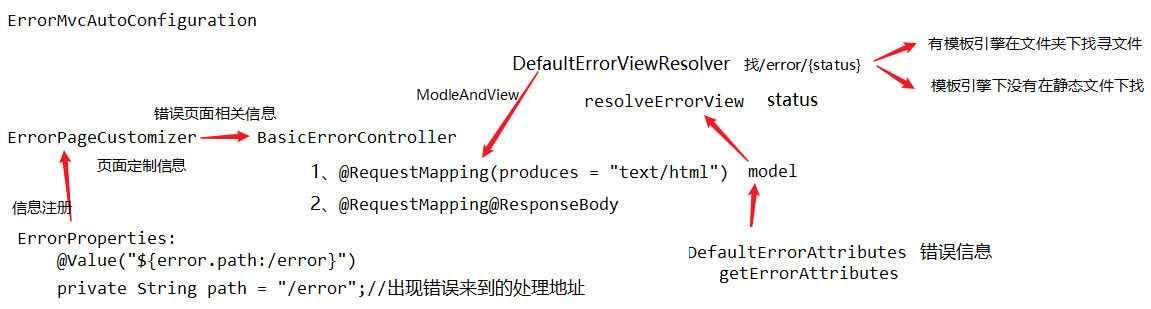 ErrorMvcAutoConfiguration
有模板引擎在文件夹下找寻文件
DefaultErrorViewResolver 找/error/{status}
模板引擎下没有在静态文件下找
ModleAndView
resolveErrorView status
错误页面相关信息
ErrorPageCustomizer
BasicErrorController
页面定制信息
1、@RequestMapping(produces = "text/html")
model
2、@RequestMapping@ResponseBody
信息注册
ErrorProperties:
DefaultErrorAttributes 错误信息
@Value("${error.path:/error}")
getErrorAttributes
private String path = "/error";//出现错误来到的处理地址